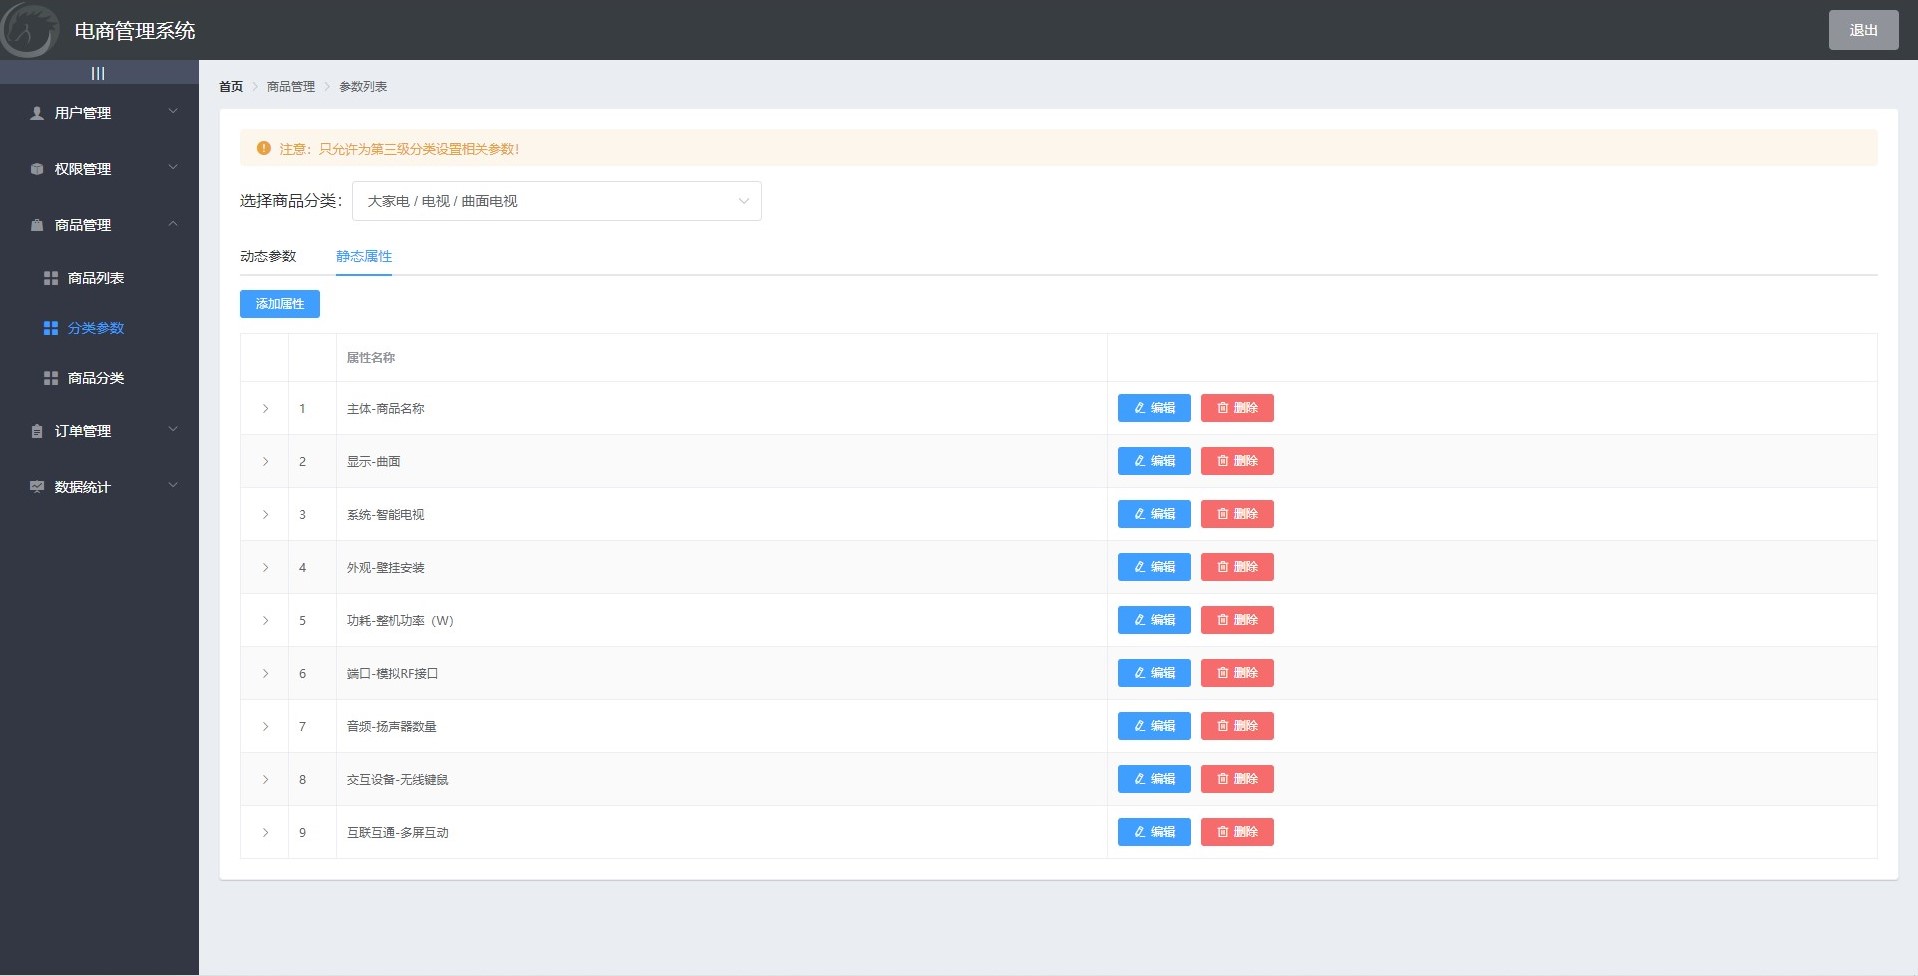 电商管理系统
退出
|||
首页 > 商品管理 > 参数列表
用户管理
权限管理
商品管理
商品列表
分类参数
商品分类
订单管理
数据统计
注意：只允许为第三级分类设置相关参数！
选择商品分类： 大家电 / 电视 / 曲面电视
动态参数 静态属性
添加属性
属性名称
1 主体-商品名称 编辑 删除
2 显示-曲面 编辑 删除
3 系统-智能电视 编辑 删除
4 外观-壁挂安装 编辑 删除
5 功耗-整机功率（W） 编辑 删除
6 端口-模拟RF接口 编辑 删除
7 音频-扬声器数量 编辑 删除
8 交互设备-无线键鼠 编辑 删除
9 互联互通-多屏互动 编辑 删除